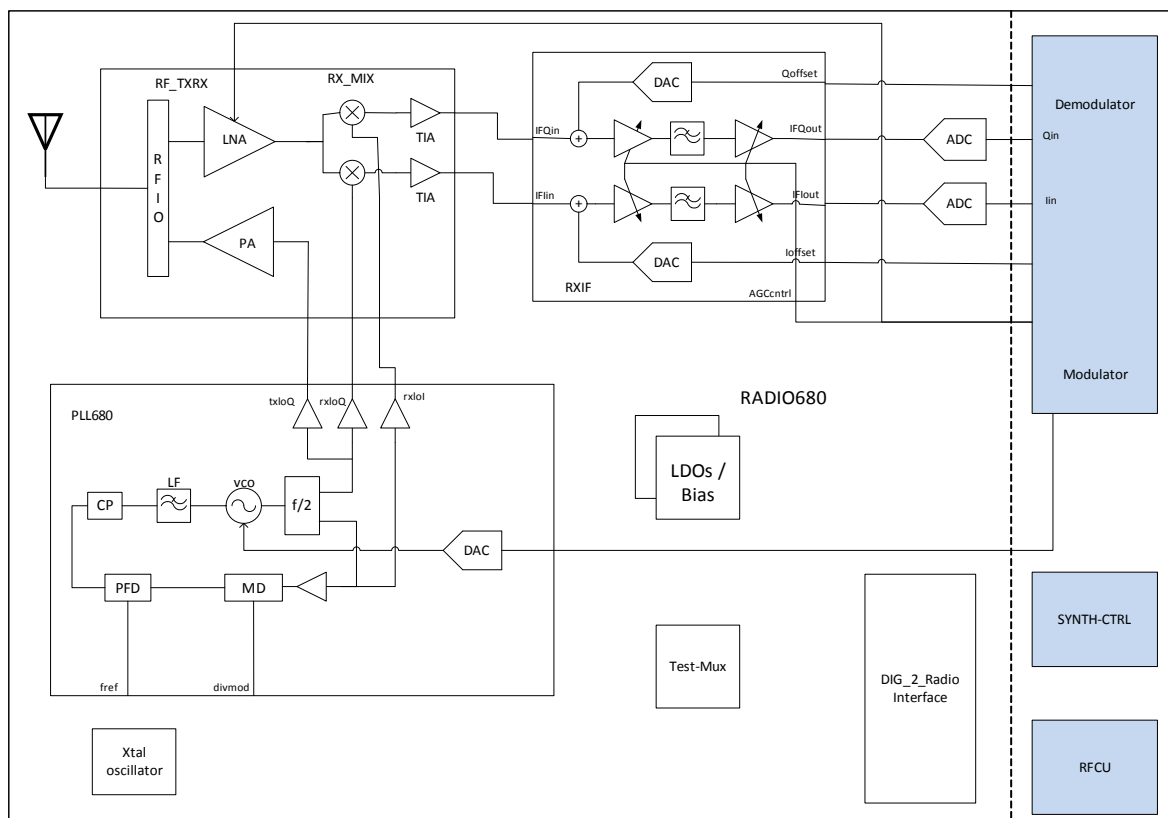 RF_TXRX
RX_MIX
RFIO
LNA
TIA
TIA
PA
IFQin
IFIin
DAC
Qoffset
IFQout
IFIout
DAC
Ioffset
RXIF
AGCcntrl
ADC
ADC
Demodulator
Qin
Iin
Modulator
RADIO680
PLL680
txloQ
rxloQ
rxloI
CP
LF
vco
f/2
DAC
PFD
MD
fref
divmod
LDOs /
Bias
Test-Mux
DIG_2_Radio
Interface
SYNTH-CTRL
RFCU
Xtal
oscillator